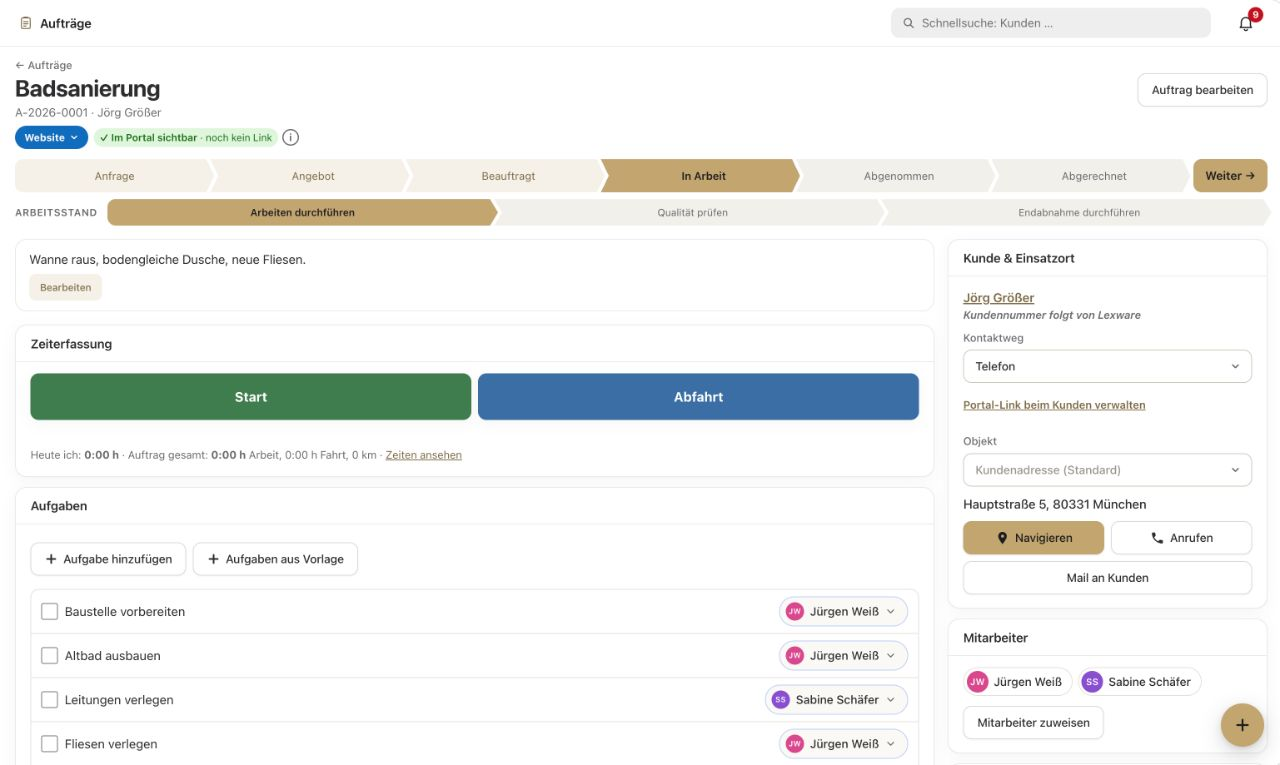 Aufträge
Schnellsuche: Kunden ...
9
← Aufträge
Badsanierung
A-2026-0001 · Jörg Größer
Auftrag bearbeiten
Website
✓ Im Portal sichtbar · noch kein Link
i
Anfrage
Angebot
Beauftragt
In Arbeit
Abgenommen
Abgerechnet
Weiter →
ARBEITSSTAND
Arbeiten durchführen
Qualität prüfen
Endabnahme durchführen
Wanne raus, bodengleiche Dusche, neue Fliesen.
Bearbeiten
Zeiterfassung
Start
Abfahrt
Heute ich: 0:00 h · Auftrag gesamt: 0:00 h Arbeit, 0:00 h Fahrt, 0 km · Zeiten ansehen
Aufgaben
+ Aufgabe hinzufügen
+ Aufgaben aus Vorlage
Baustelle vorbereiten
JW Jürgen Weiß
Altbad ausbauen
JW Jürgen Weiß
Leitungen verlegen
SS Sabine Schäfer
Fliesen verlegen
JW Jürgen Weiß
Kunde & Einsatzort
Jörg Größer
Kundennummer folgt von Lexware
Kontaktweg
Telefon
Portal-Link beim Kunden verwalten
Objekt
Kundenadresse (Standard)
Hauptstraße 5, 80331 München
Navigieren
Anrufen
Mail an Kunden
Mitarbeiter
JW Jürgen Weiß
SS Sabine Schäfer
Mitarbeiter zuweisen
+